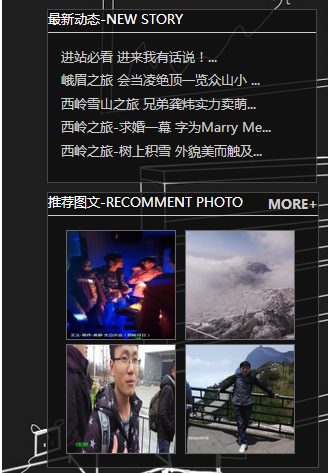 最新动态-NEW STORY
进站必看 进来我有话说！...
峨眉之旅 会当凌绝顶一览众山小 ...
西岭雪山之旅 兄弟龚炜实力卖萌...
西岭之旅-求婚一幕 字为Marry Me...
西岭之旅-树上积雪 外貌美而触及...
推荐图文-RECOMMENT PHOTO
MORE+